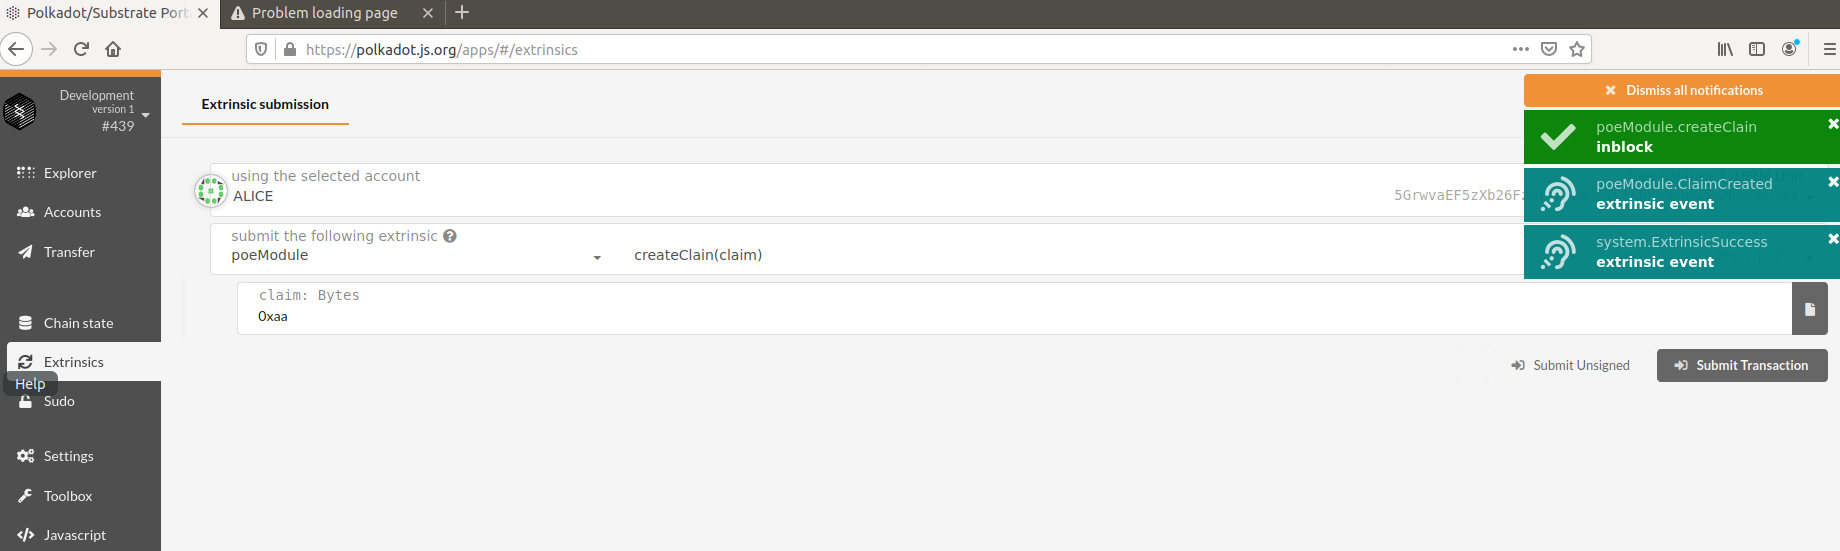 Polkadot/Substrate Port
Problem loading page
https://polkadot.js.org/apps/#/extrinsics
Development
version 1
#439
Explorer
Accounts
Transfer
Chain state
Extrinsics
Help
Sudo
Settings
Toolbox
Javascript
Extrinsic submission
using the selected account
ALICE
5GrwvaEF5zXb26F
submit the following extrinsic
poeModule
createClain(claim)
claim: Bytes
0xaa
Submit Unsigned
Submit Transaction
Dismiss all notifications
poeModule.createClain
inblock
poeModule.ClaimCreated
extrinsic event
system.ExtrinsicSuccess
extrinsic event